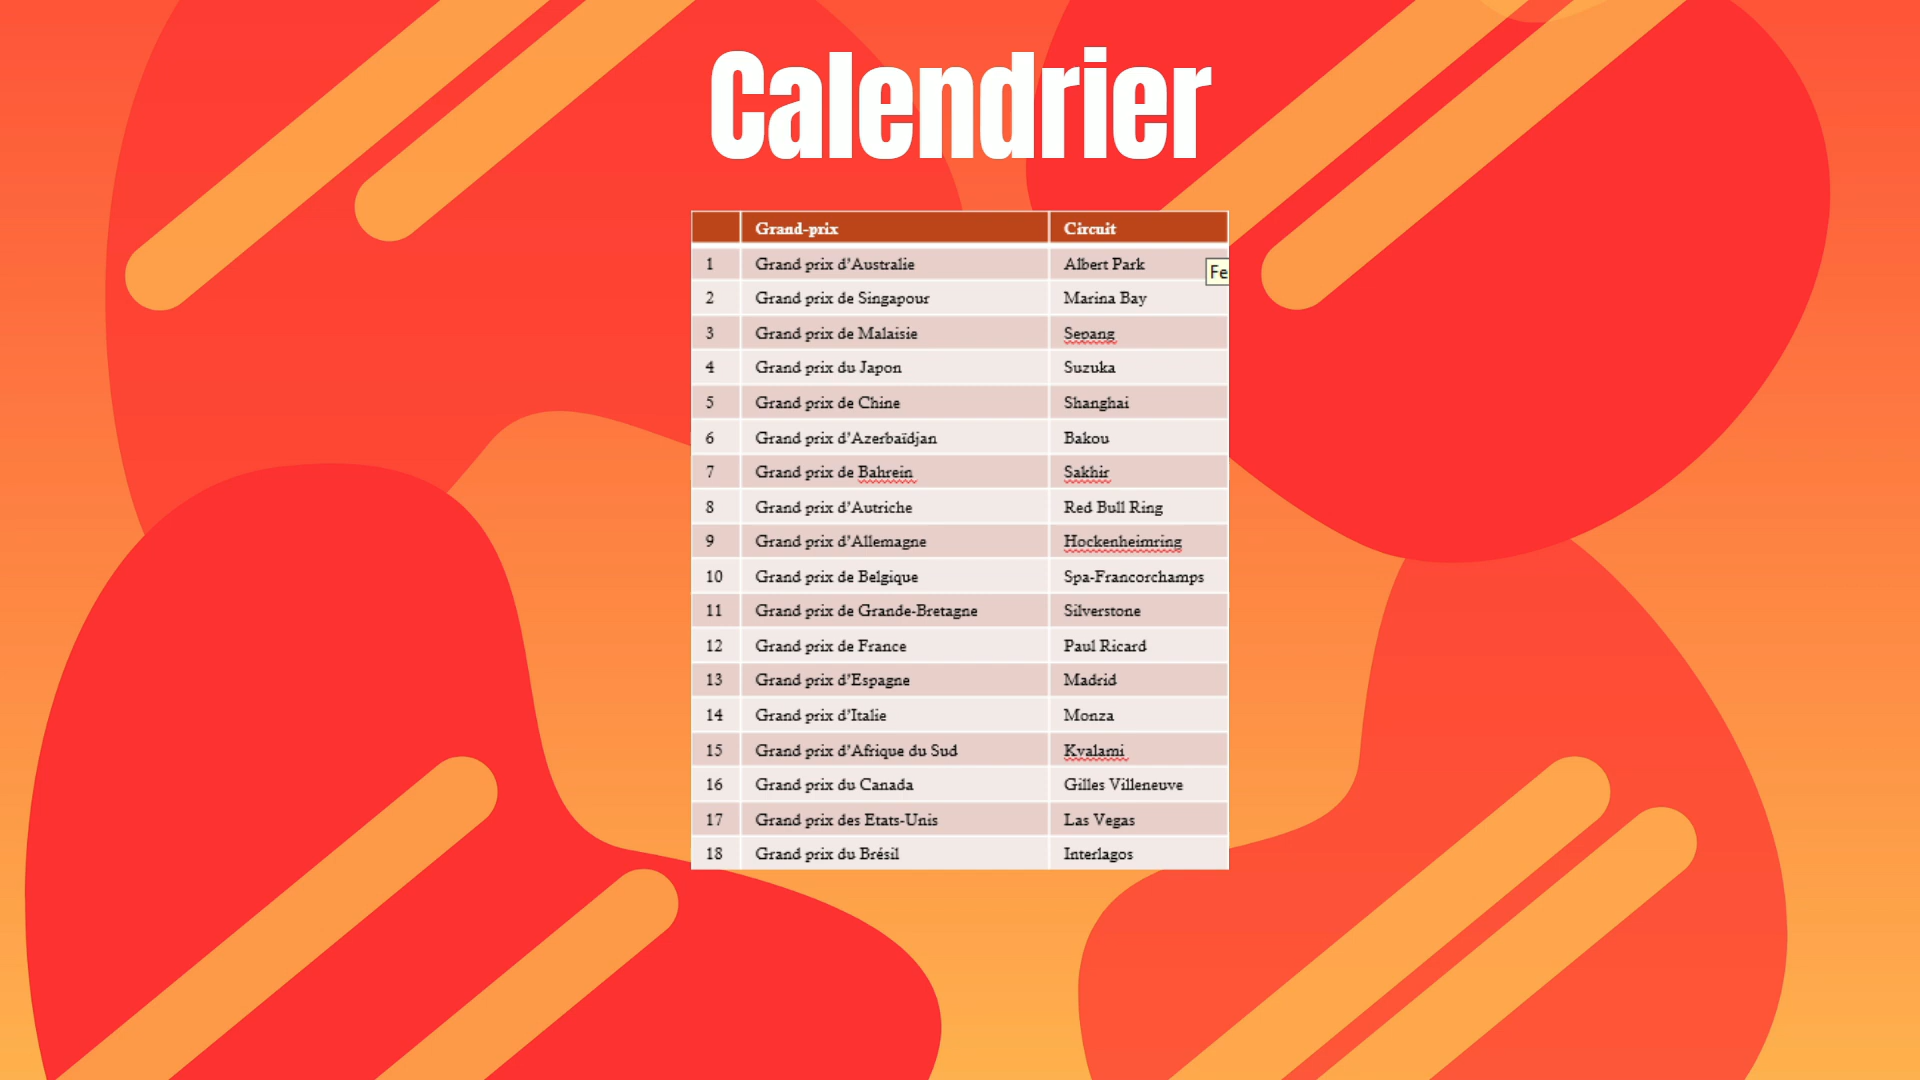 Calendrier
Grand-prix Circuit
1 Grand prix d’Australie Albert Park
Fe
2 Grand prix de Singapour Marina Bay
3 Grand prix de Malaisie Sepang
4 Grand prix du Japon Suzuka
5 Grand prix de Chine Shanghai
6 Grand prix d’Azerbaïdjan Bakou
7 Grand prix de Bahrein Sakhir
8 Grand prix d’Autriche Red Bull Ring
9 Grand prix d’Allemagne Hockenheimring
10 Grand prix de Belgique Spa-Francorchamps
11 Grand prix de Grande-Bretagne Silverstone
12 Grand prix de France Paul Ricard
13 Grand prix d’Espagne Madrid
14 Grand prix d’Italie Monza
15 Grand prix d’Afrique du Sud Kyalami
16 Grand prix du Canada Gilles Villeneuve
17 Grand prix des Etats-Unis Las Vegas
18 Grand prix du Brésil Interlagos